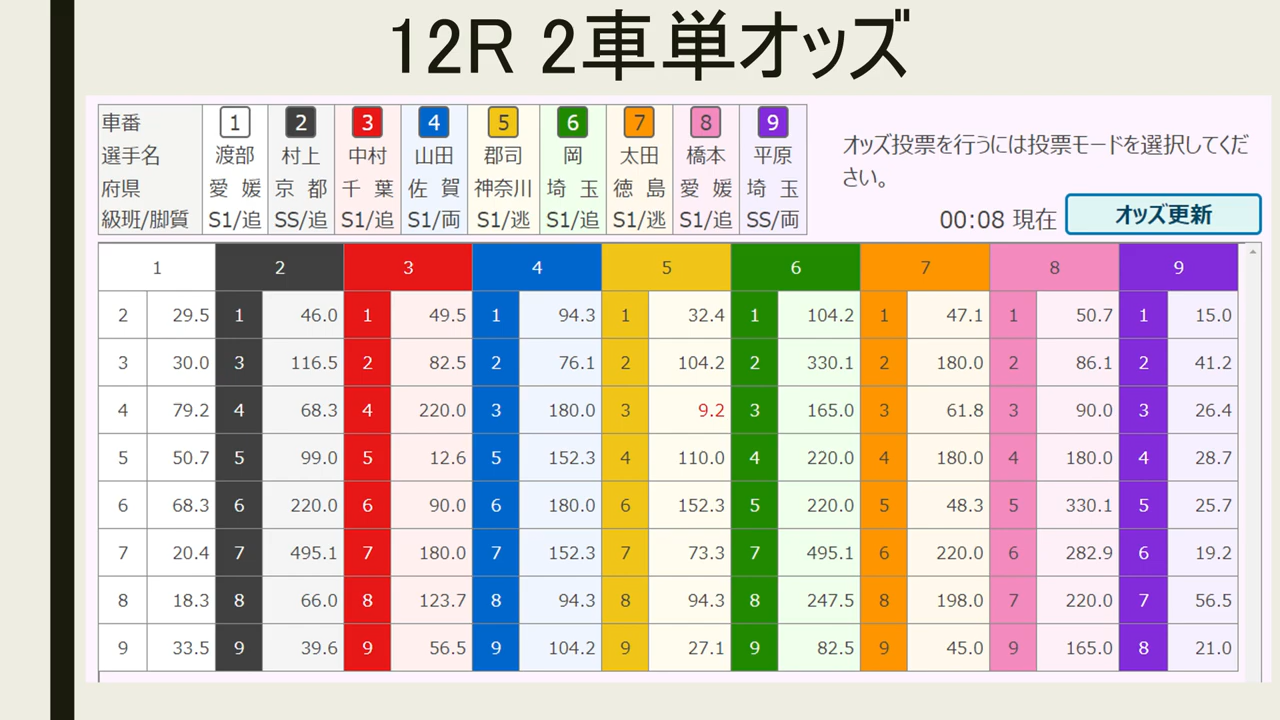 12R 2車単オッズ
車番 1 2 3 4 5 6 7 8 9
選手名 渡部 村上 中村 山田 郡司 岡 太田 橋本 平原
府県 愛媛 京都 千葉 佐賀 神奈川 埼玉 徳島 愛媛 埼玉
級班/脚質 S1/追 SS/追 S1/追 S1/両 S1/逃 S1/追 S1/逃 S1/追 SS/両
オッズ投票を行うには投票モードを選択してくだ
さい。
00:08 現在 オッズ更新
1 2 3 4 5 6 7 8 9
2 29.5 1 46.0 1 49.5 1 94.3 1 32.4 1 104.2 1 47.1 1 50.7 1 15.0
3 30.0 3 116.5 2 82.5 2 76.1 2 104.2 2 330.1 2 180.0 2 86.1 2 41.2
4 79.2 4 68.3 4 220.0 3 180.0 3 9.2 3 165.0 3 61.8 3 90.0 3 26.4
5 50.7 5 99.0 5 12.6 5 152.3 4 110.0 4 220.0 4 180.0 4 180.0 4 28.7
6 68.3 6 220.0 6 90.0 6 180.0 6 152.3 5 220.0 5 48.3 5 330.1 5 25.7
7 20.4 7 495.1 7 180.0 7 152.3 7 73.3 7 495.1 6 220.0 6 282.9 6 19.2
8 18.3 8 66.0 8 123.7 8 94.3 8 94.3 8 247.5 8 198.0 7 220.0 7 56.5
9 33.5 9 39.6 9 56.5 9 104.2 9 27.1 9 82.5 9 45.0 9 165.0 8 21.0